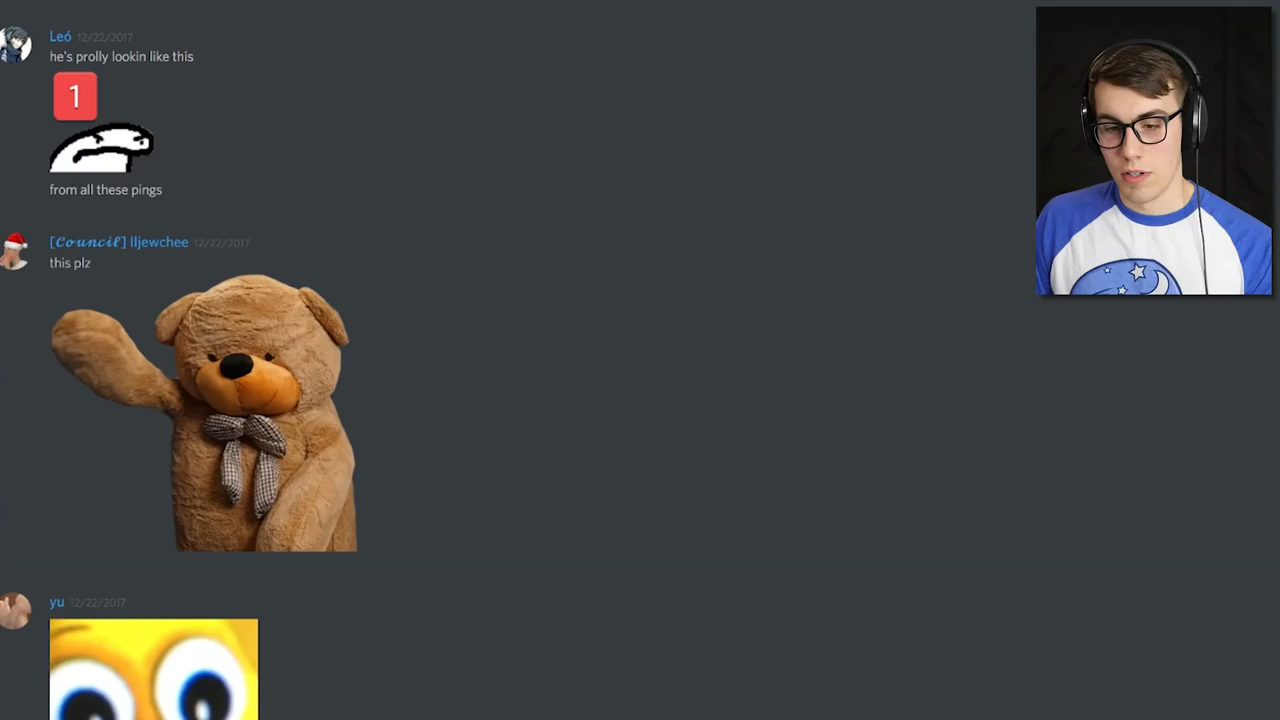 Leó 12/22/2017
he's prolly lookin like this
1
from all these pings
[𝓒𝓸𝓾𝓷𝓬𝓲𝓵] lljewchee 12/22/2017
this plz
yu 12/22/2017